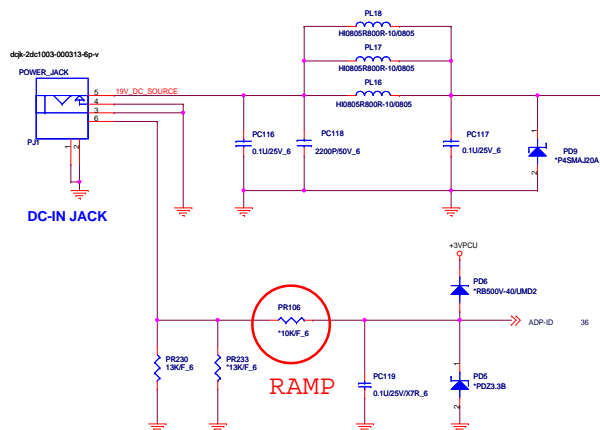 PL18
HI0805R800R-10/0805
PL17
HI0805R800R-10/0805
PL16
HI0805R800R-10/0805
dcjk-2dc1003-000313-6p-v
POWER_JACK
5
4
3
6
19V_DC_SOURCE
PJ1
1
2
DC-IN JACK
PC116
0.1U/25V_6
PC118
2200P/50V_6
PC117
0.1U/25V_6
1
2
PD9
*P4SMAJ20A
+3VPCU
PD6
*RB500V-40/UMD2
PR106
*10K/F_6
ADP-ID 36
PR230
13K/F_6
PR233
*13K/F_6
RAMP
PC119
0.1U/25V/X7R_6
1
2
PD5
*PDZ3.3B